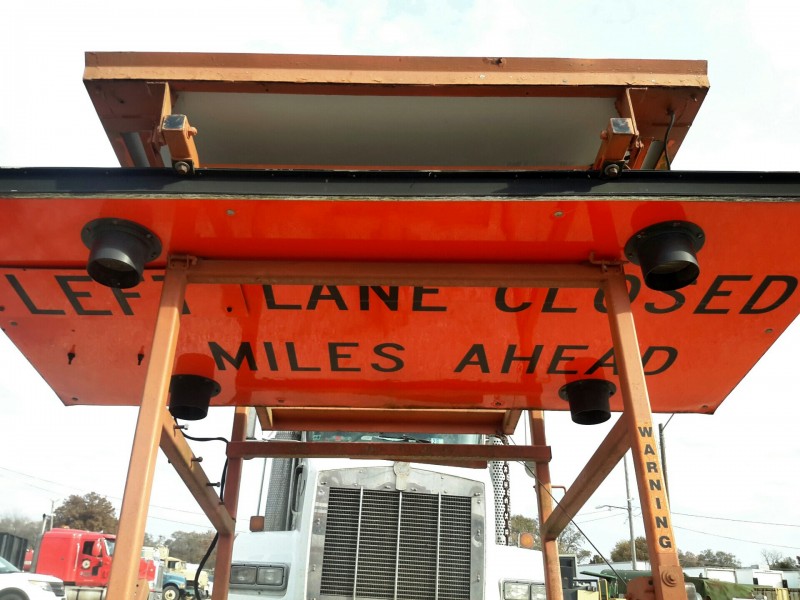 LEFT LANE CLOSED
MILES AHEAD
WARNING